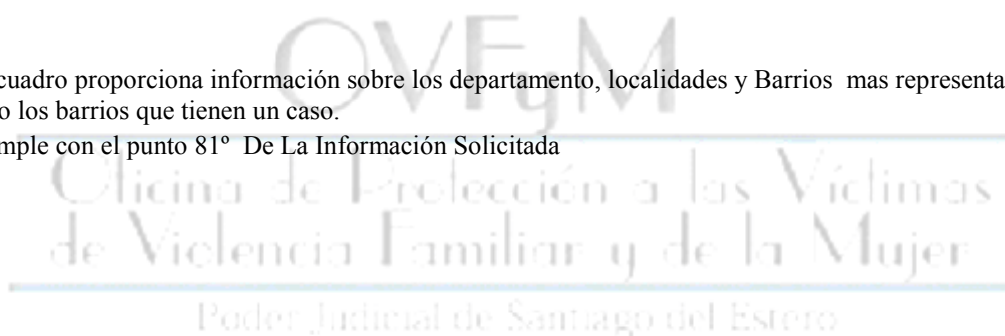 OVFyM
cuadro proporciona información sobre los departamento, localidades y Barrios mas representa
o los barrios que tienen un caso.
mple con el punto 81º De La Información Solicitada
Oficina de Protección a las Víctimas
de Violencia Familiar y de la Mujer
Poder Judicial de Santiago del Estero